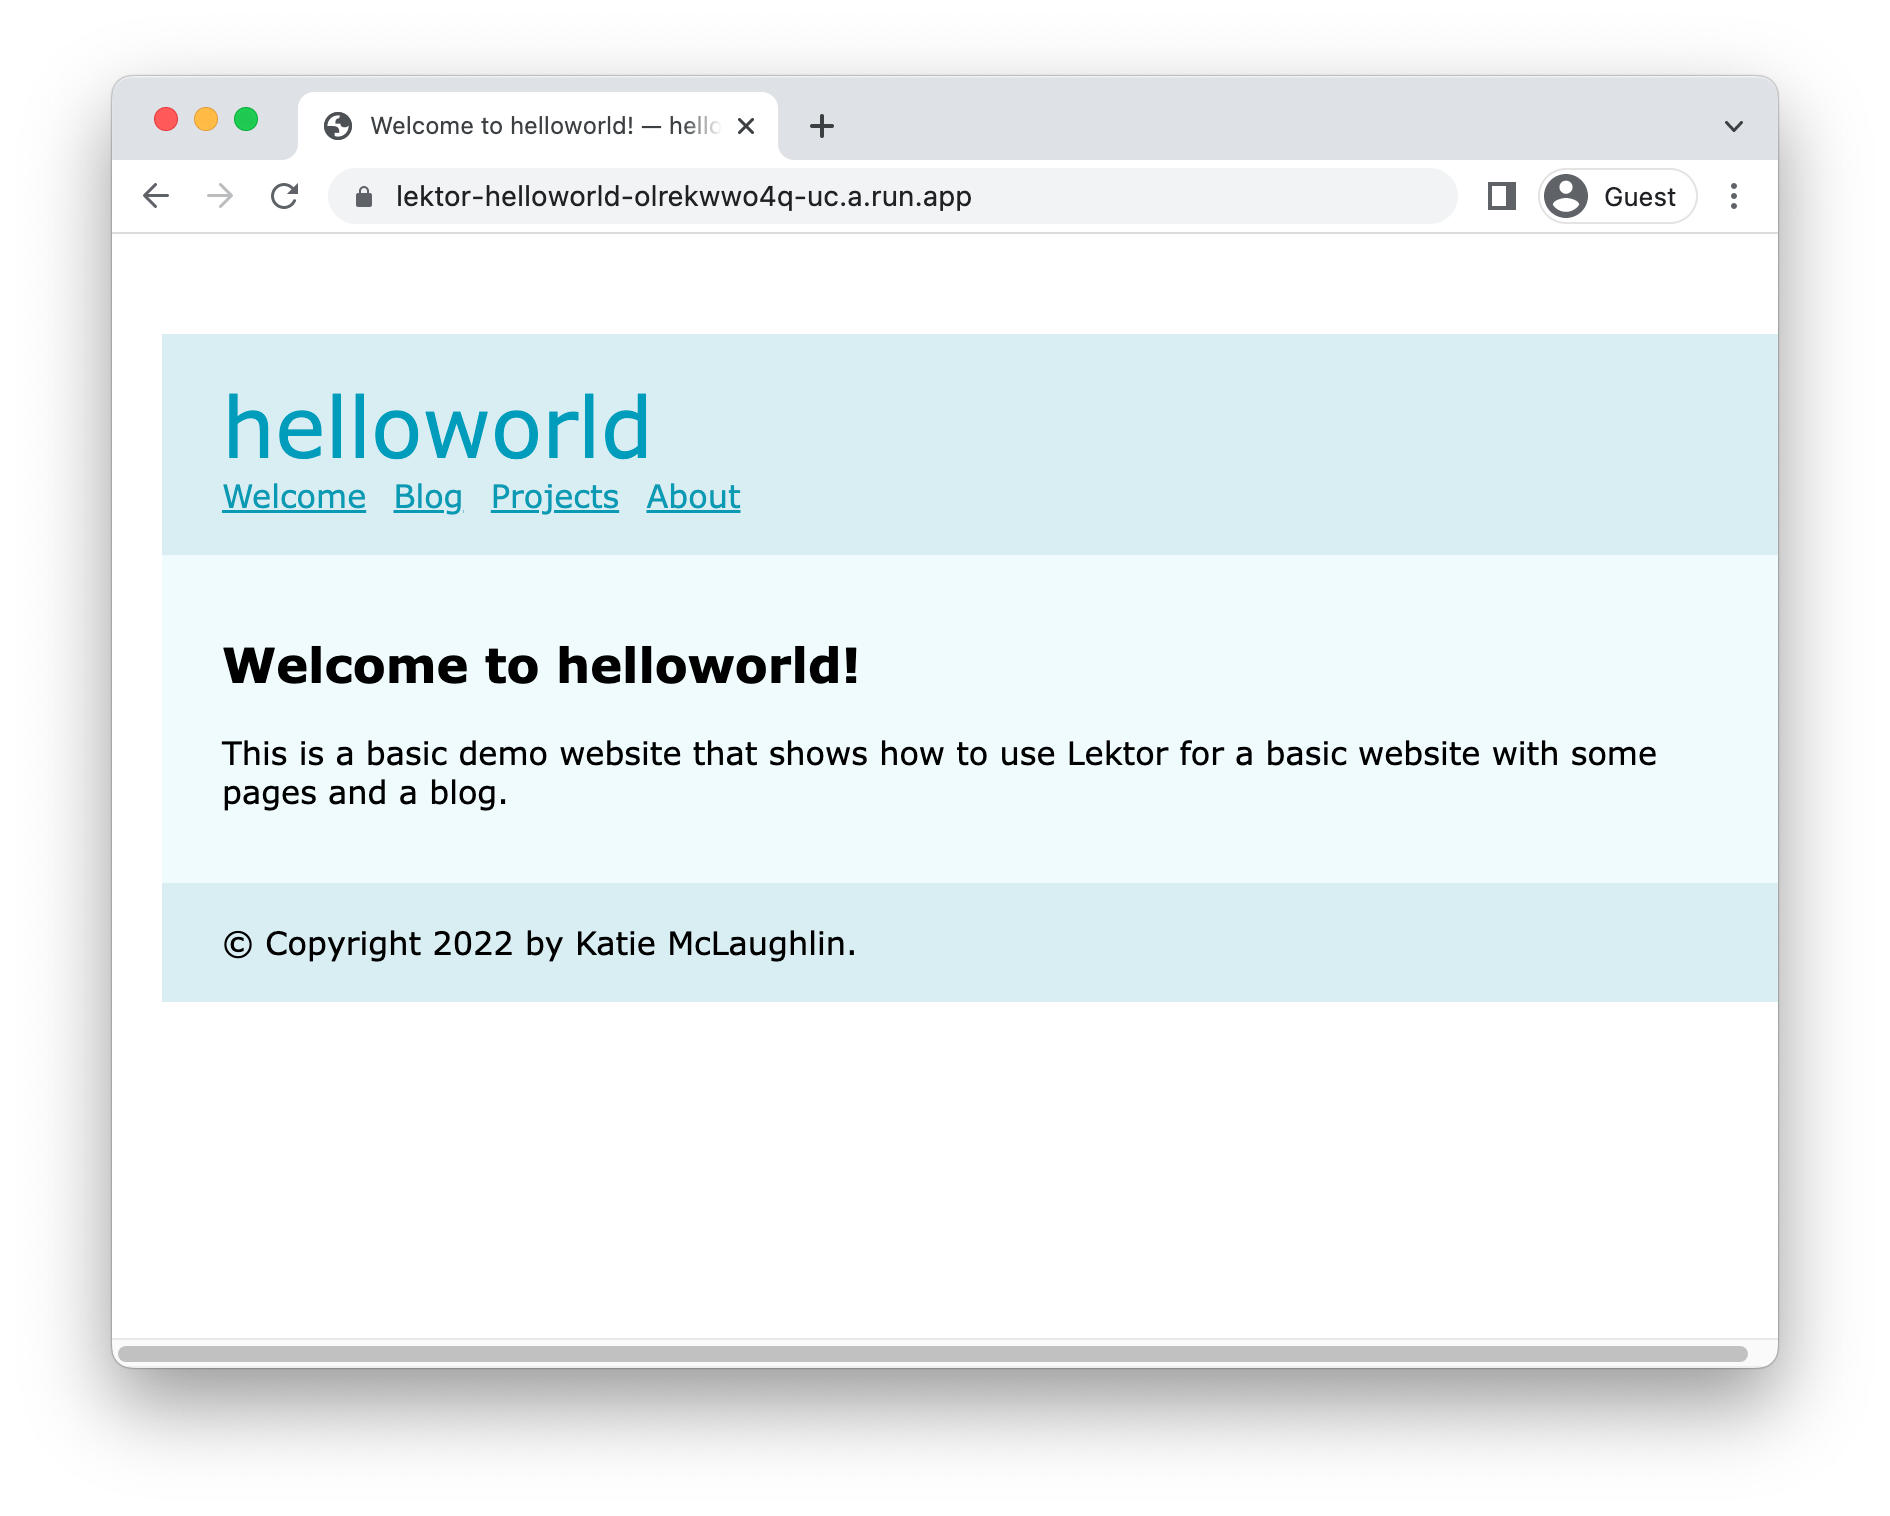 Welcome to helloworld! — hello
lektor-helloworld-olrekwwo4q-uc.a.run.app
Guest
helloworld
Welcome Blog Projects About
Welcome to helloworld!
This is a basic demo website that shows how to use Lektor for a basic website with some
pages and a blog.
© Copyright 2022 by Katie McLaughlin.